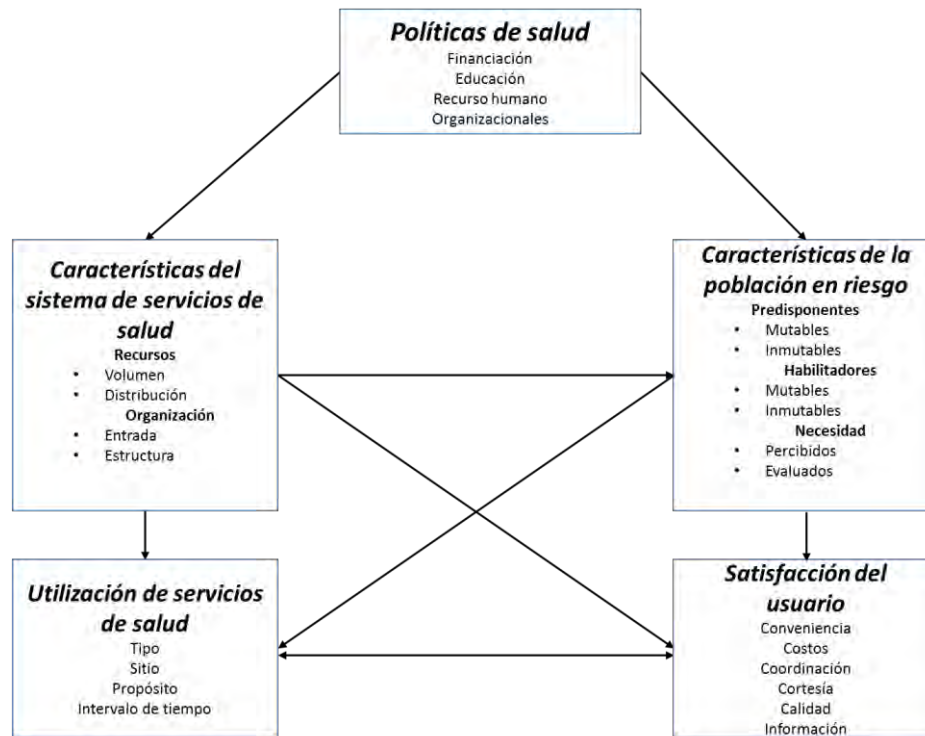 Políticas de salud
Financiación
Educación
Recurso humano
Organizacionales
Características del
sistema de servicios de
salud
Recursos
• Volumen
• Distribución
Organización
• Entrada
• Estructura
Características de la
población en riesgo
Predisponentes
• Mutables
• Inmutables
Habilitadores
• Mutables
• Inmutables
Necesidad
• Percibidos
• Evaluados
Utilización de servicios
de salud
Tipo
Sitio
Propósito
Intervalo de tiempo
Satisfacción del
usuario
Conveniencia
Costos
Coordinación
Cortesía
Calidad
Información